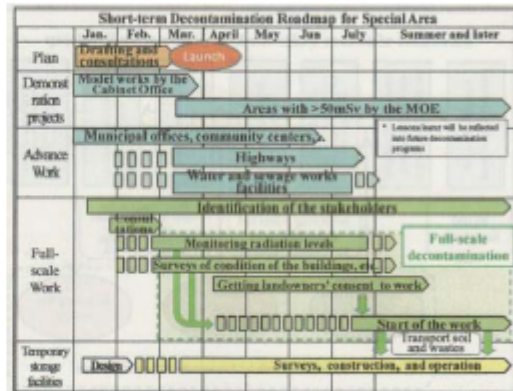 Short-term Decontamination Roadmap for Special Area
Jan. Feb. Mar. April May Jun July Summer and later
Plan
Drafting and
consultations
Launch
Demonst
ration
projects
Model works by the
Cabinet Office
Areas with >50mSv by the MOE
Advance
Work
Municipal offices, community centers,
• Lessons learnt will be reflected
into future decontamination
programs
Highways
Water and sewage works
facilities
Full-
scale
Work
Identification of the stakeholders
Monitoring radiation levels
Surveys of condition of the buildings, etc
Full-scale
decontamination
Getting landowners' consent to work
Start of the work
Transport soil
and wastes
Temporary
storage
facilities
Design
Surveys, construction, and operation